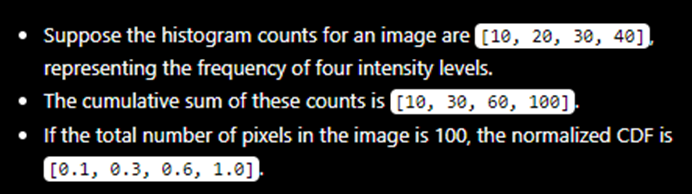 • Suppose the histogram counts for an image are [10, 20, 30, 40],
representing the frequency of four intensity levels.
• The cumulative sum of these counts is [10, 30, 60, 100].
• If the total number of pixels in the image is 100, the normalized CDF is
[0.1, 0.3, 0.6, 1.0].